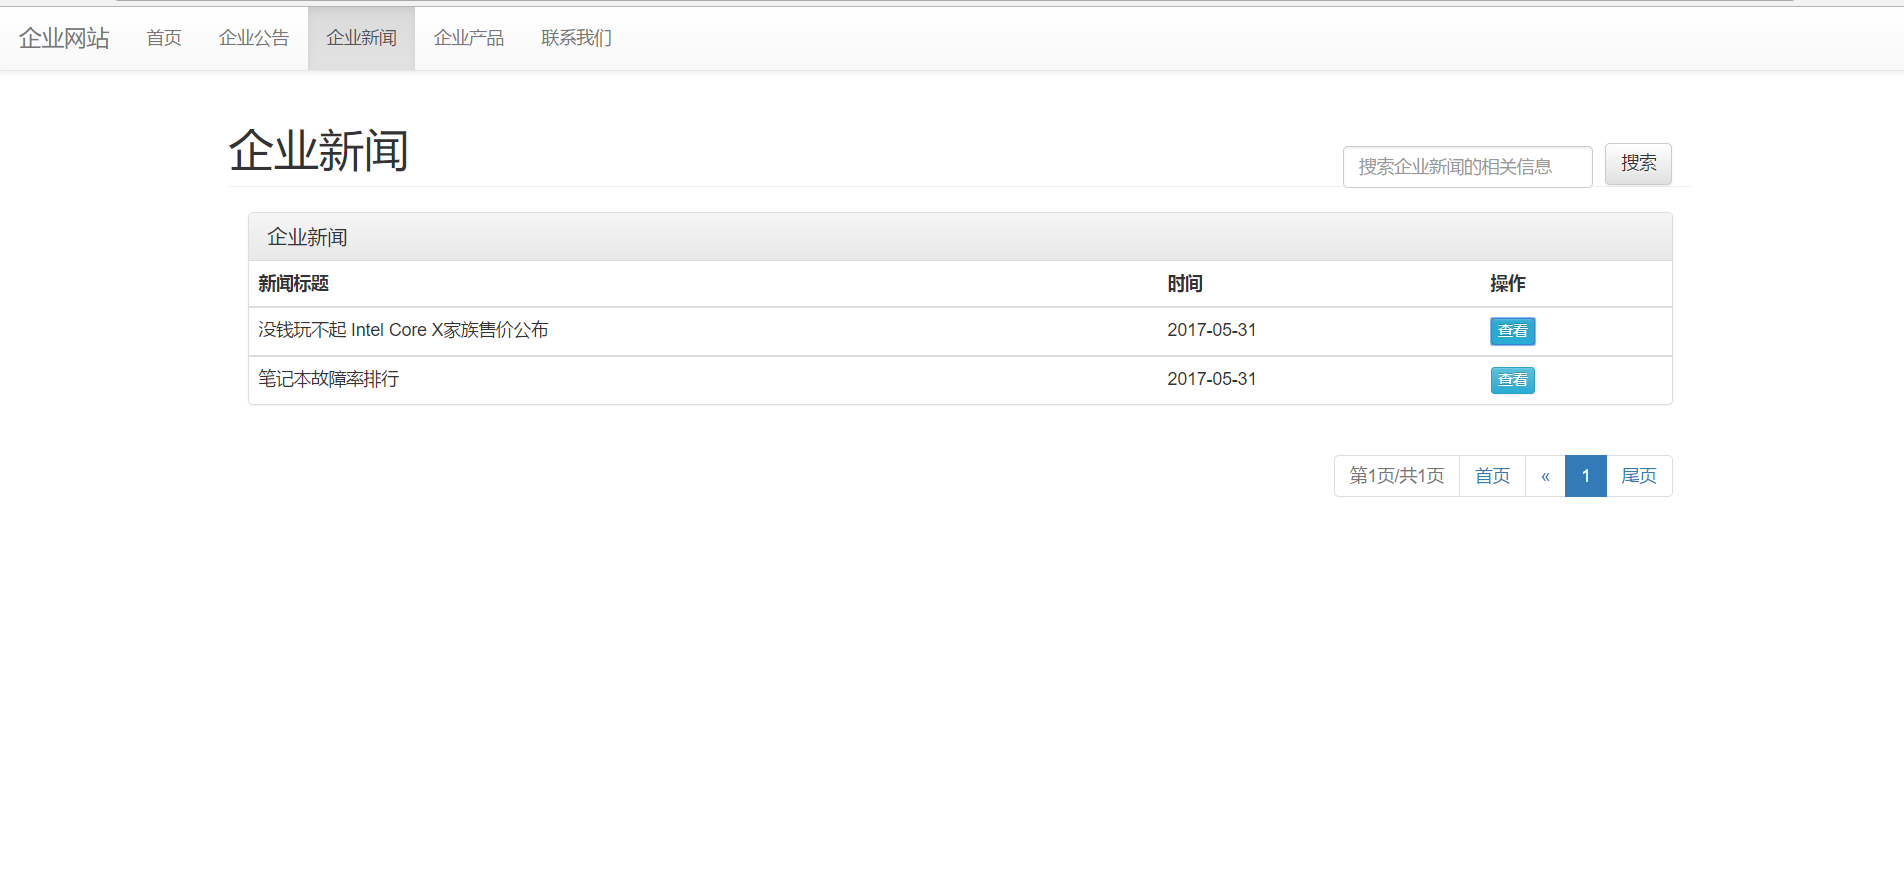 企业网站 首页 企业公告 企业新闻 企业产品 联系我们
企业新闻
搜索企业新闻的相关信息 搜索
企业新闻
新闻标题 时间 操作
没钱玩不起 Intel Core X家族售价公布 2017-05-31 查看
笔记本故障率排行 2017-05-31 查看
第1页/共1页 首页 « 1 尾页